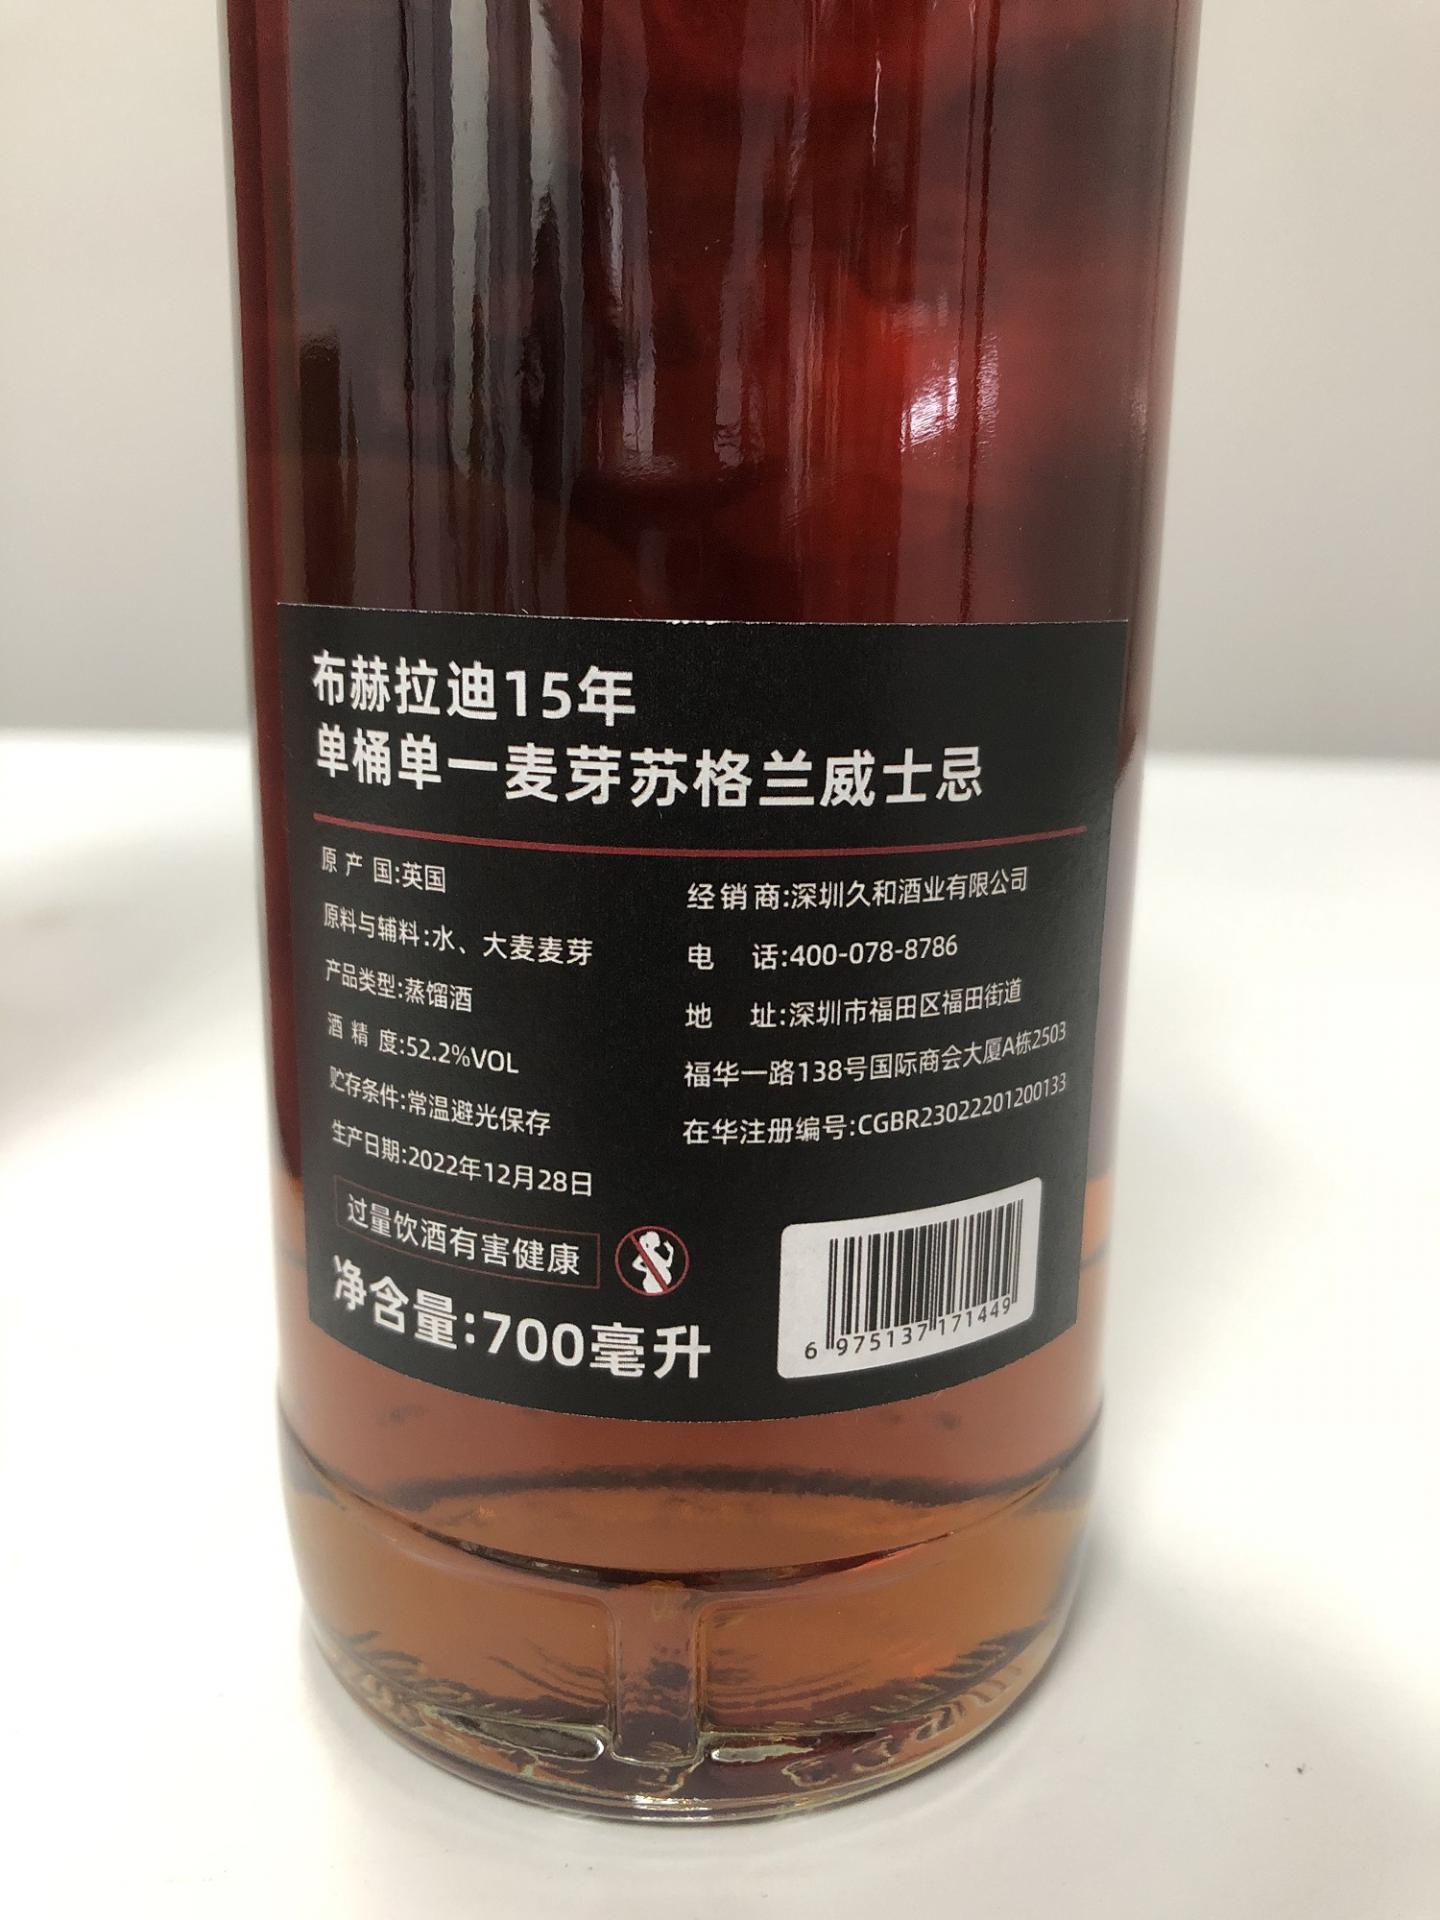 布赫拉迪15年
单桶单一麦芽苏格兰威士忌
原产国:英国
原料与辅料:水、大麦麦芽
产品类型:蒸馏酒
酒精度:52.2%VOL
贮存条件:常温避光保存
生产日期:2022年12月28日
过量饮酒有害健康
净含量:700毫升
经销商:深圳久和酒业有限公司
电话:400-078-8786
地址:深圳市福田区福田街道
福华一路138号国际商会大厦A栋2503
在华注册编号:CGBR23022201200133
6 975137 171449